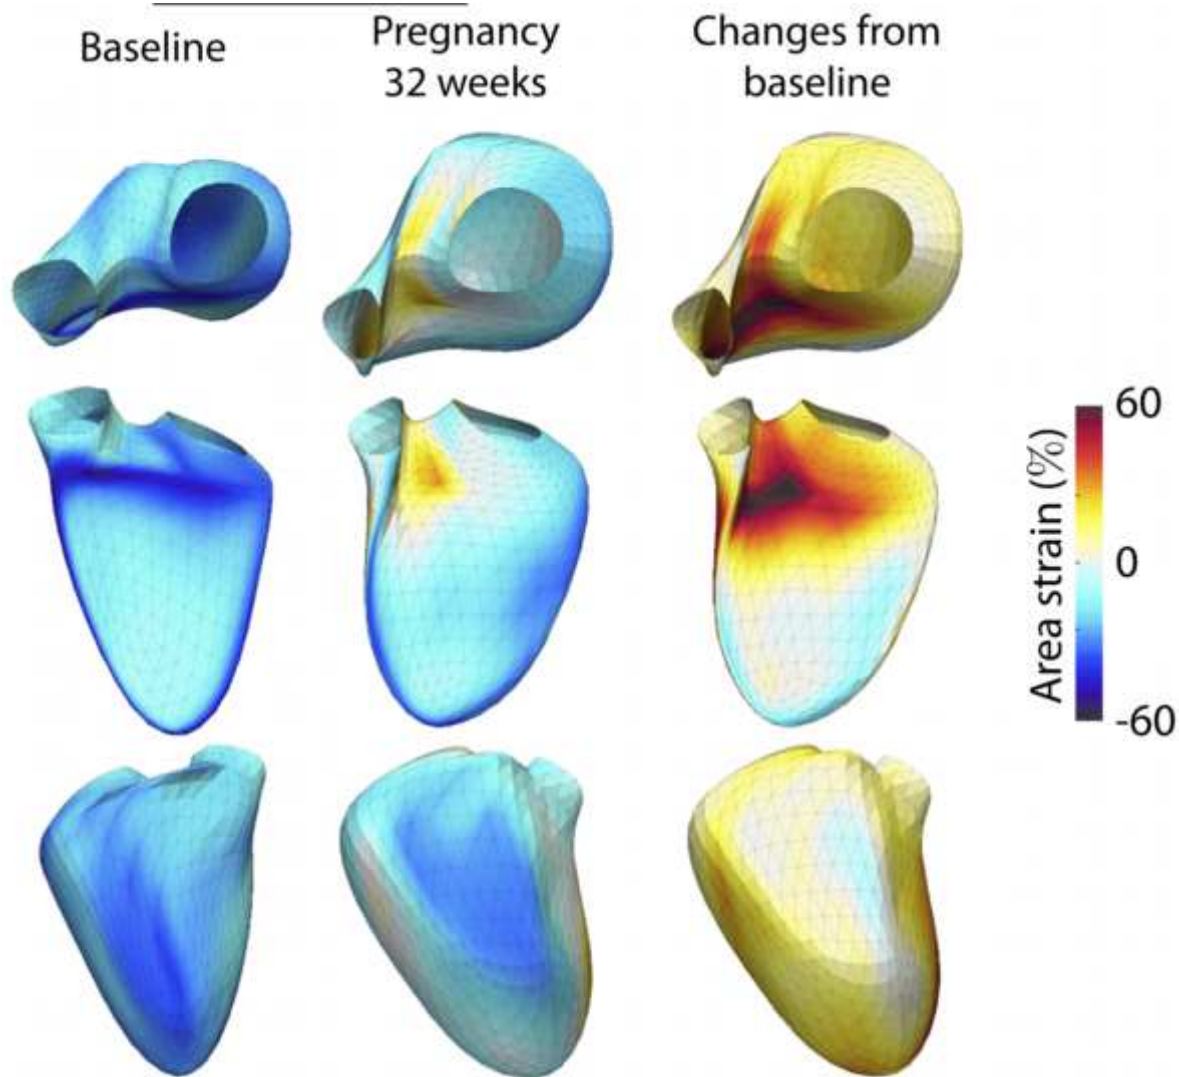 Baseline
Pregnancy
32 weeks
Changes from
baseline
60
0
-60
Area strain (%)